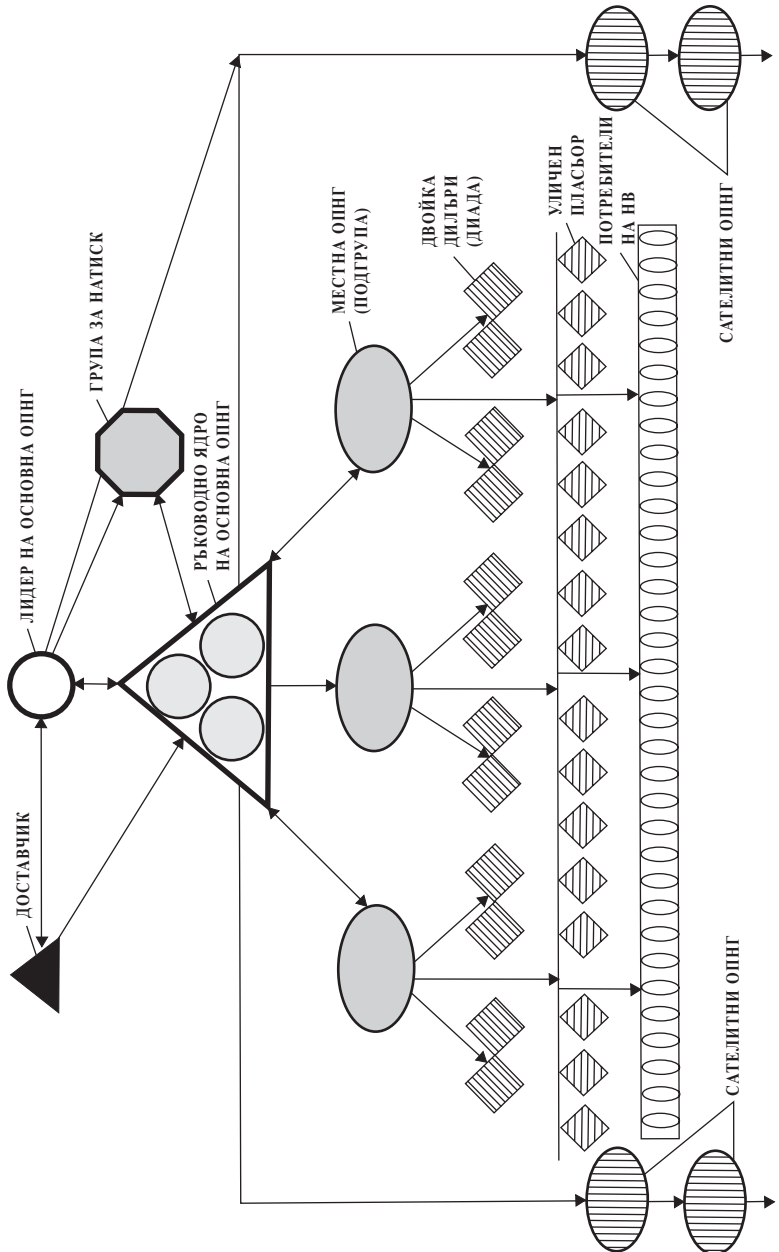 ДОСТАВЧИК
ЛИДЕР НА ОСНОВНА ОПНГ
ГРУПА ЗА НАТИСК
РЪКОВОДНО ЯДРО
НА ОСНОВНА ОПНГ
МЕСТНА ОПНГ
(ПОДГРУПА)
ДВОЙКА
ДИЛЪРИ
(ДИАДА)
УЛИЧЕН
ПЛАСЬОР
ПОТРЕБИТЕЛИ
НА НВ
САТЕЛИТНИ ОПНГ
САТЕЛИТНИ ОПНГ